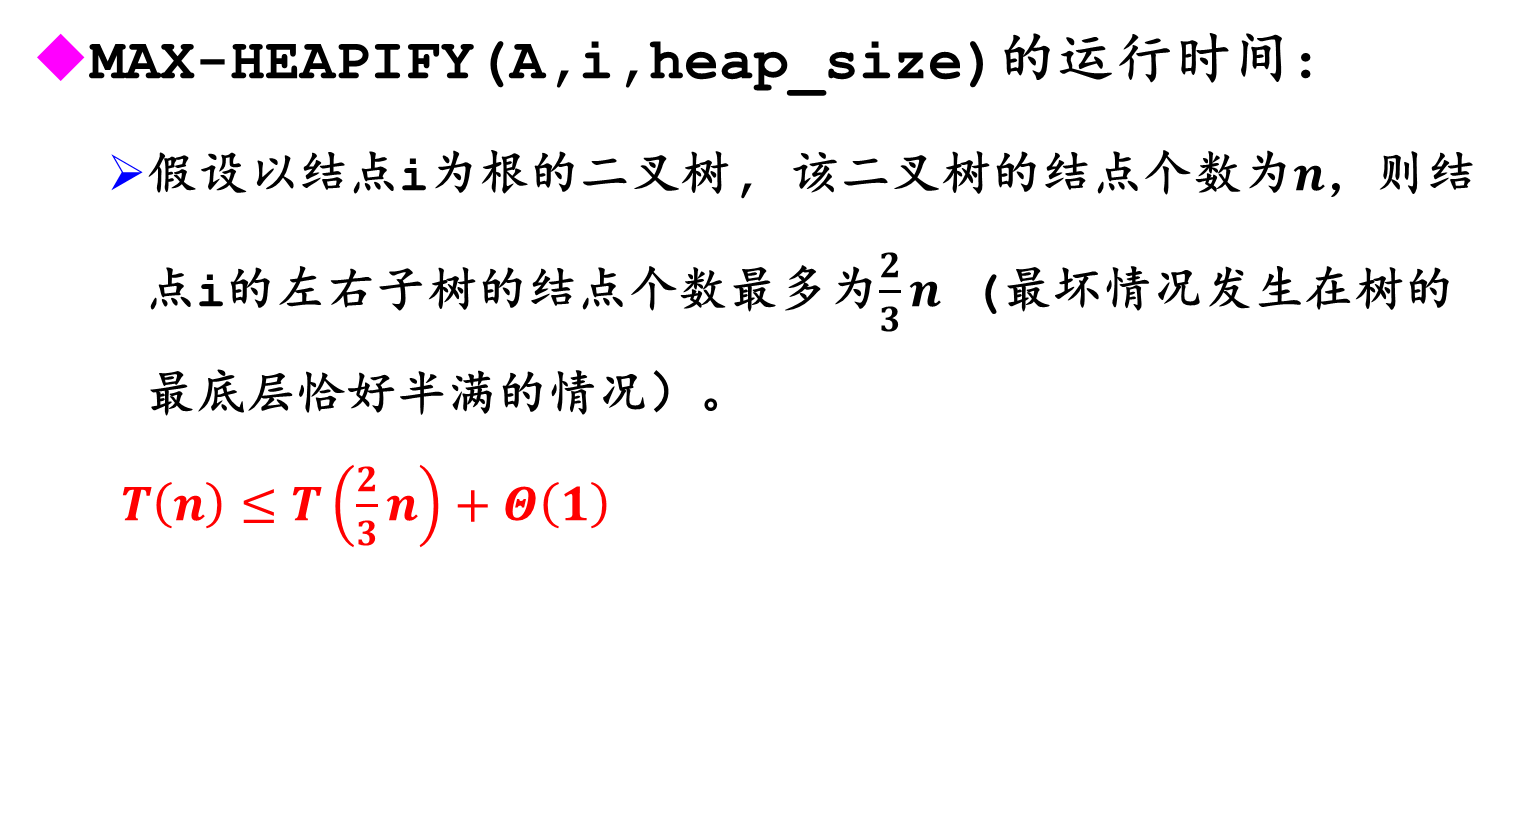 ◆MAX-HEAPIFY(A,i,heap_size)的运行时间:
➢假设以结点i为根的二叉树, 该二叉树的结点个数为n, 则结
点i的左右子树的结点个数最多为2/3 n (最坏情况发生在树的
最底层恰好半满的情况) 。
T(n) ≤ T(2/3 n) + Θ(1)